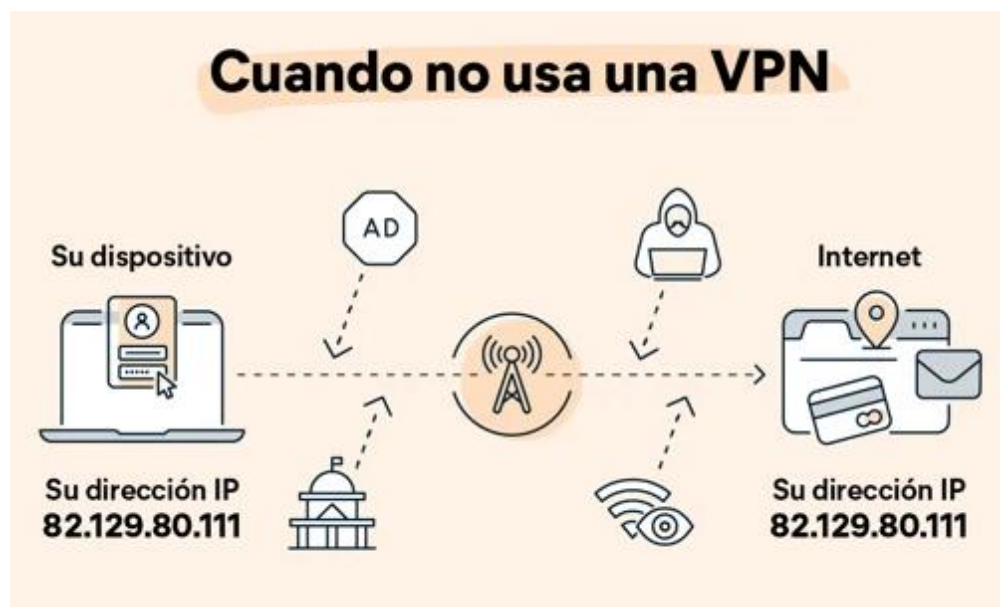 Cuando no usa una VPN
AD
Su dispositivo
Internet
Su dirección IP
82.129.80.111
Su dirección IP
82.129.80.111